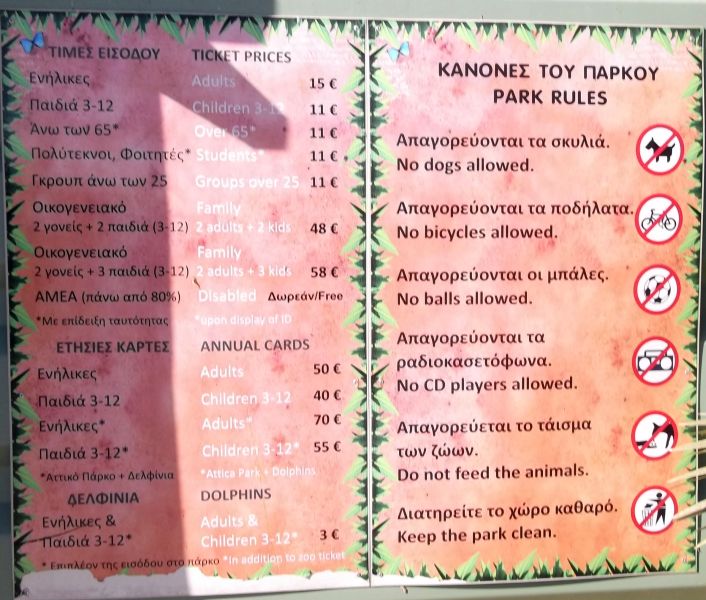 ΤΙΜΕΣ ΕΙΣΟΔΟΥ TICKET PRICES
Ενήλικες Adults 15 €
Παιδιά 3-12 Children 3-12 11 €
Άνω των 65* Over 65* 11 €
Πολύτεκνοι, Φοιτητές* Students* 11 €
Γκρουπ άνω των 25 Groups over 25 11 €
Οικογενειακό Family
2 γονείς + 2 παιδιά (3-12) 2 adults + 2 kids 48 €
Οικογενειακό Family
2 γονείς + 3 παιδιά (3-12) 2 adults + 3 kids 58 €
ΑΜΕΑ (πάνω από 80%) Disabled Δωρεάν/Free
*Με επίδειξη ταυτότητας *upon display of ID
ΕΤΗΣΙΕΣ ΚΑΡΤΕΣ ANNUAL CARDS
Ενήλικες Adults 50 €
Παιδιά 3-12 Children 3-12 40 €
Ενήλικες* Adults* 70 €
Παιδιά 3-12* Children 3-12* 55 €
*Αττικό Πάρκο + Δελφίνια *Attica Park + Dolphins
ΔΕΛΦΙΝΙΑ DOLPHINS
Ενήλικες & Adults &
Παιδιά 3-12* Children 3-12* 3 €
* Επιπλέον της εισόδου στο πάρκο *In addition to zoo ticket
ΚΑΝΟΝΕΣ ΤΟΥ ΠΑΡΚΟΥ
PARK RULES
Απαγορεύονται τα σκυλιά.
No dogs allowed.
Απαγορεύονται τα ποδήλατα.
No bicycles allowed.
Απαγορεύονται οι μπάλες.
No balls allowed.
Απαγορεύονται τα
ραδιοκασετόφωνα.
No CD players allowed.
Απαγορεύεται το τάισμα
των ζώων.
Do not feed the animals.
Διατηρείτε το χώρο καθαρό.
Keep the park clean.